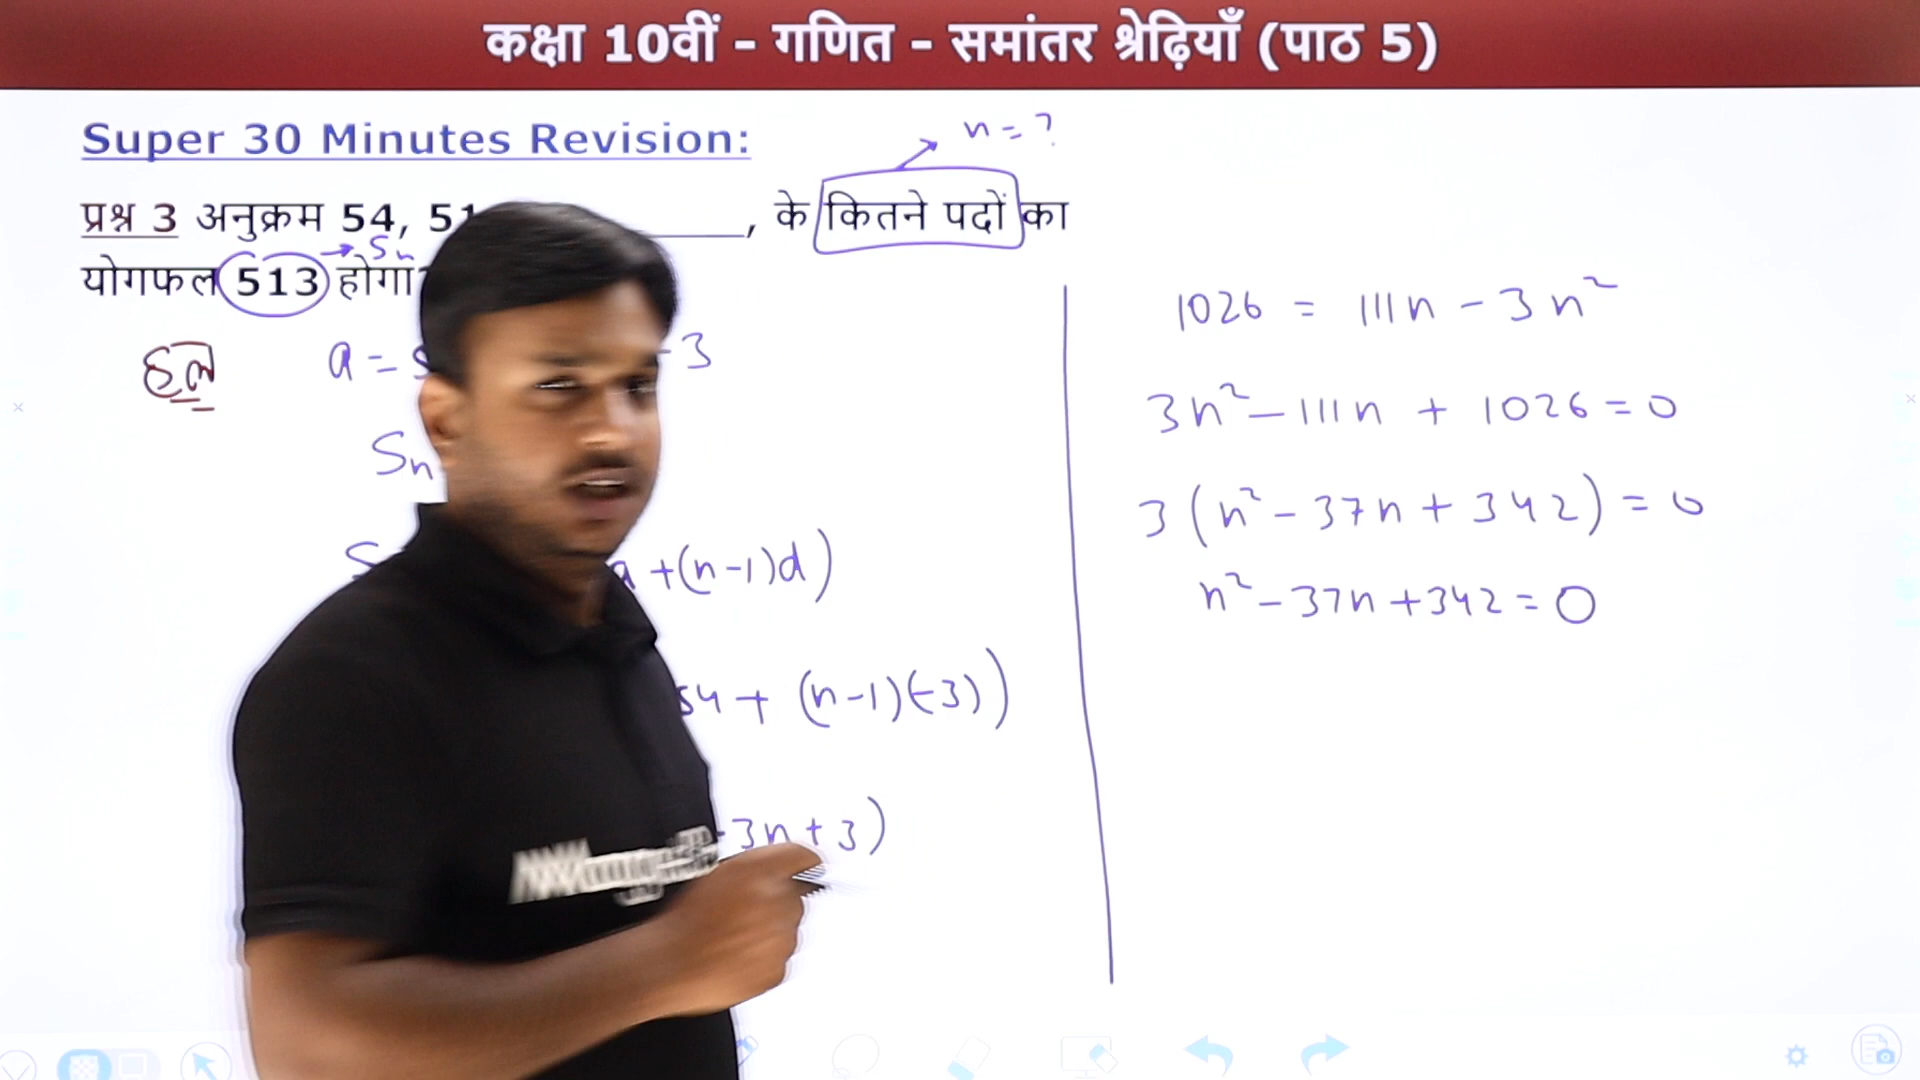 कक्षा 10वीं - गणित - समांतर श्रेढ़ियाँ (पाठ 5)
Super 30 Minutes Revision:
n = ?
प्रश्न 3 अनुक्रम 54, 51 , के कितने पदों का
Sn
योगफल 513 होगा
हल
a = 3
Sn
a + (n-1)d)
54 + (n-1)(-3))
-3n+3)
1026 = 111n - 3n²
3n² - 111n + 1026 = 0
3(n² - 37n + 342) = 0
n² - 37n + 342 = 0